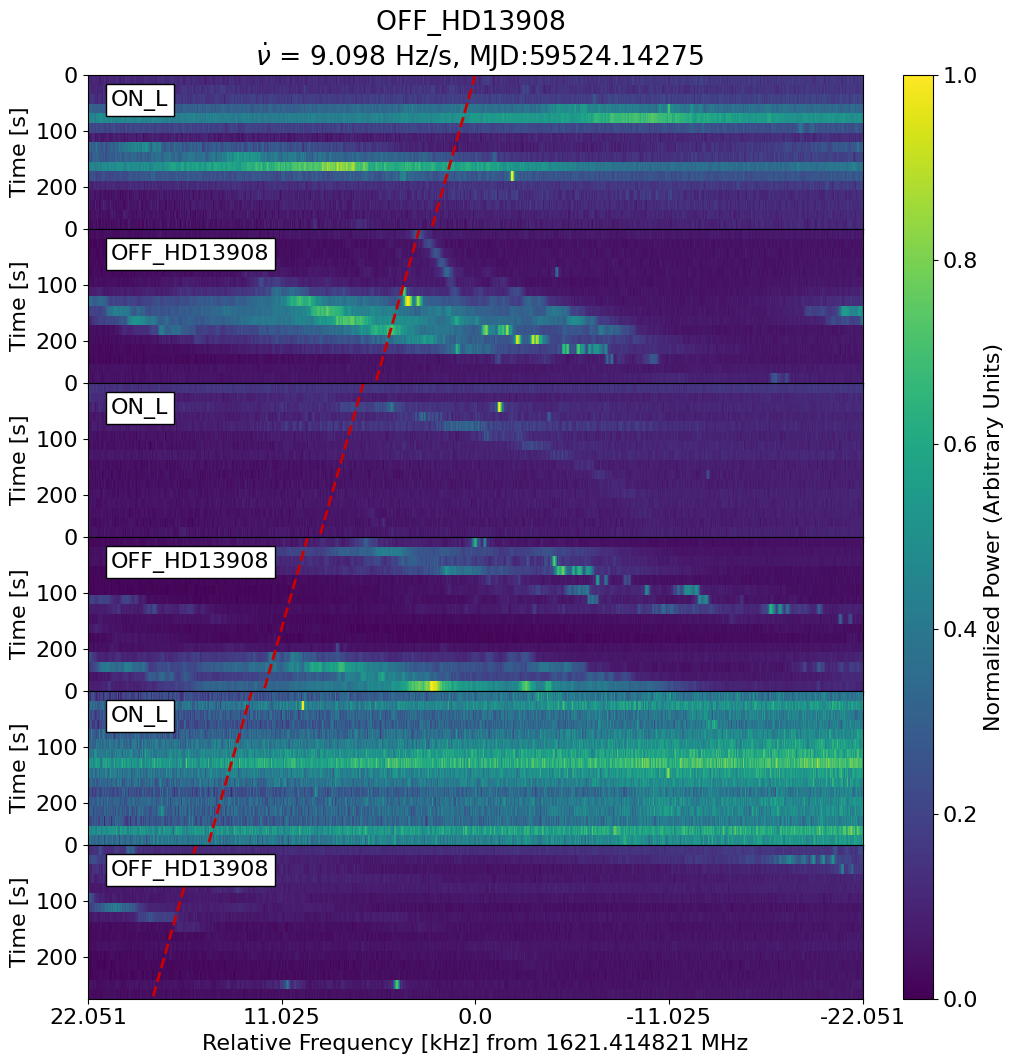 OFF_HD13908
ν̇ = 9.098 Hz/s, MJD:59524.14275
0
100
200
Time [s]
ON_L
0
100
200
Time [s]
OFF_HD13908
0
100
200
Time [s]
ON_L
0
100
200
Time [s]
OFF_HD13908
0
100
200
Time [s]
ON_L
0
100
200
Time [s]
OFF_HD13908
22.051 11.025 0.0 -11.025 -22.051
Relative Frequency [kHz] from 1621.414821 MHz
1.0
0.8
0.6
0.4
0.2
0.0
Normalized Power (Arbitrary Units)